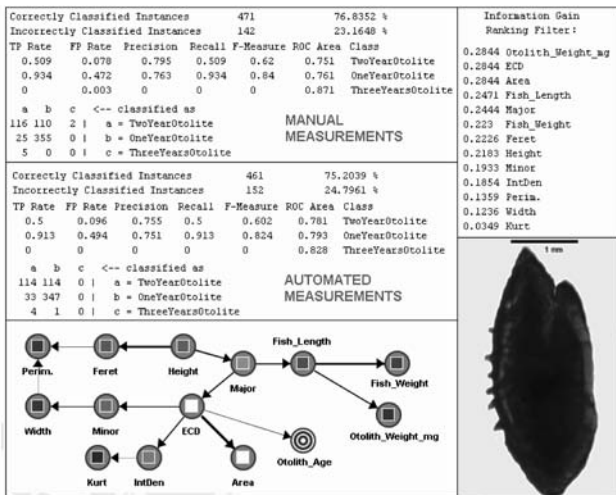 Correctly Classified Instances 471 76.8352 %
Incorrectly Classified Instances 142 23.1648 %
TP Rate FP Rate Precision Recall F-Measure ROC Area Class
0.509 0.078 0.795 0.509 0.62 0.751 TwoYearOtolite
0.934 0.472 0.763 0.934 0.84 0.761 OneYearOtolite
0 0.003 0 0 0 0.871 ThreeYearsOtolite
a b c <-- classified as
116 110 2 | a = TwoYearOtolite
25 355 0 | b = OneYearOtolite
5 0 0 | c = ThreeYearsOtolite
MANUAL
MEASUREMENTS
Correctly Classified Instances 461 75.2039 %
Incorrectly Classified Instances 152 24.7961 %
TP Rate FP Rate Precision Recall F-Measure ROC Area Class
0.5 0.096 0.755 0.5 0.602 0.781 TwoYearOtolite
0.913 0.494 0.751 0.913 0.824 0.793 OneYearOtolite
0 0 0 0 0 0.828 ThreeYearsOtolite
a b c <-- classified as
114 114 0 | a = TwoYearOtolite
33 347 0 | b = OneYearOtolite
4 1 0 | c = ThreeYearsOtolite
AUTOMATED
MEASUREMENTS
Fish_Length
Perim. Feret Height
Major Fish_Weight
Width Minor ECD
Otolith_Weight_mg
Otolith_Age
Kurt IntDen Area
Information Gain
Ranking Filter:
0.2844 Otolith_Weight_mg
0.2844 ECD
0.2844 Area
0.2471 Fish_Length
0.2444 Major
0.223 Fish_Weight
0.2226 Feret
0.2183 Height
0.1933 Minor
0.1854 IntDen
0.1359 Perim.
0.1236 Width
0.0349 Kurt
1 mm